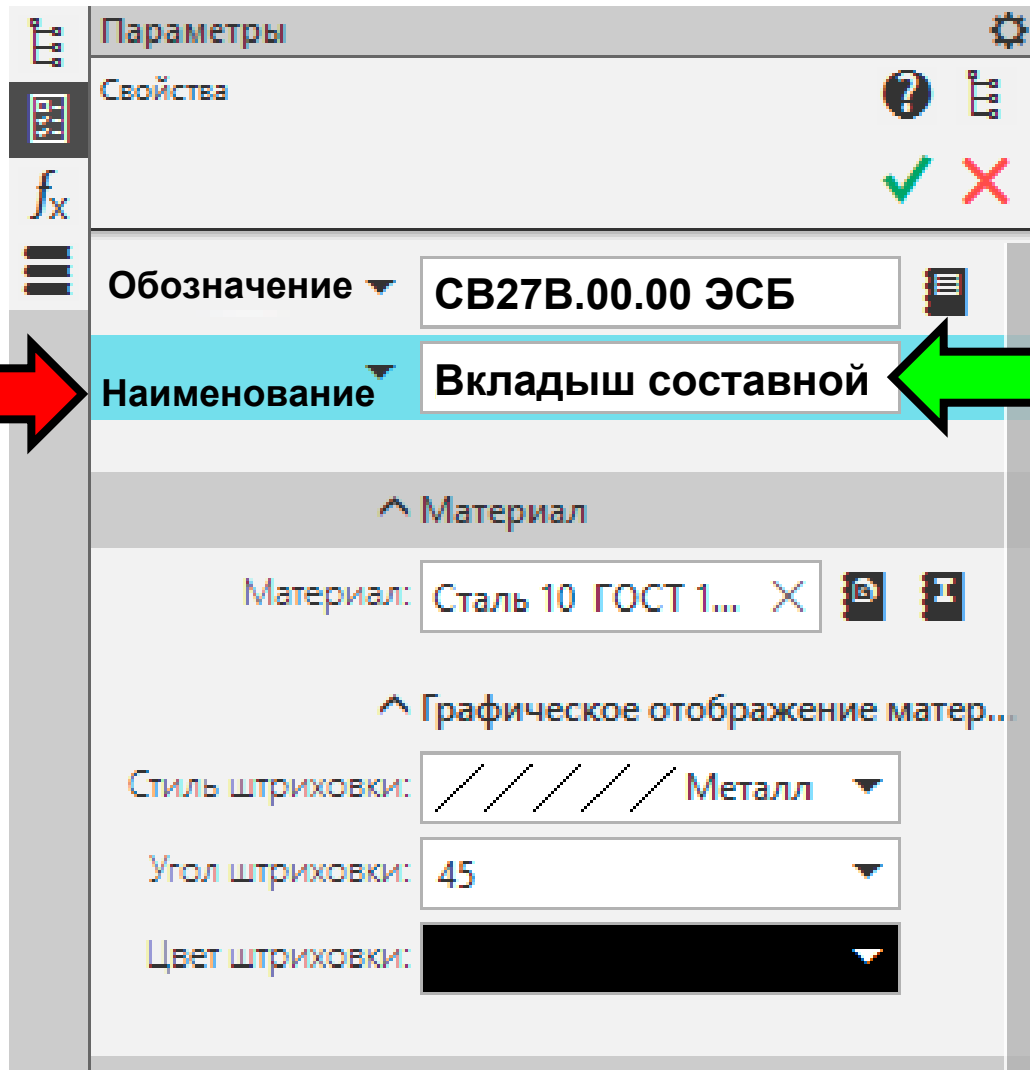 Параметры
Свойства
fx
Обозначение СВ27В.00.00 ЭСБ
Наименование Вкладыш составной
Материал
Материал: Сталь 10 ГОСТ 1...
Графическое отображение матер...
Стиль штриховки: Металл
Угол штриховки: 45
Цвет штриховки: